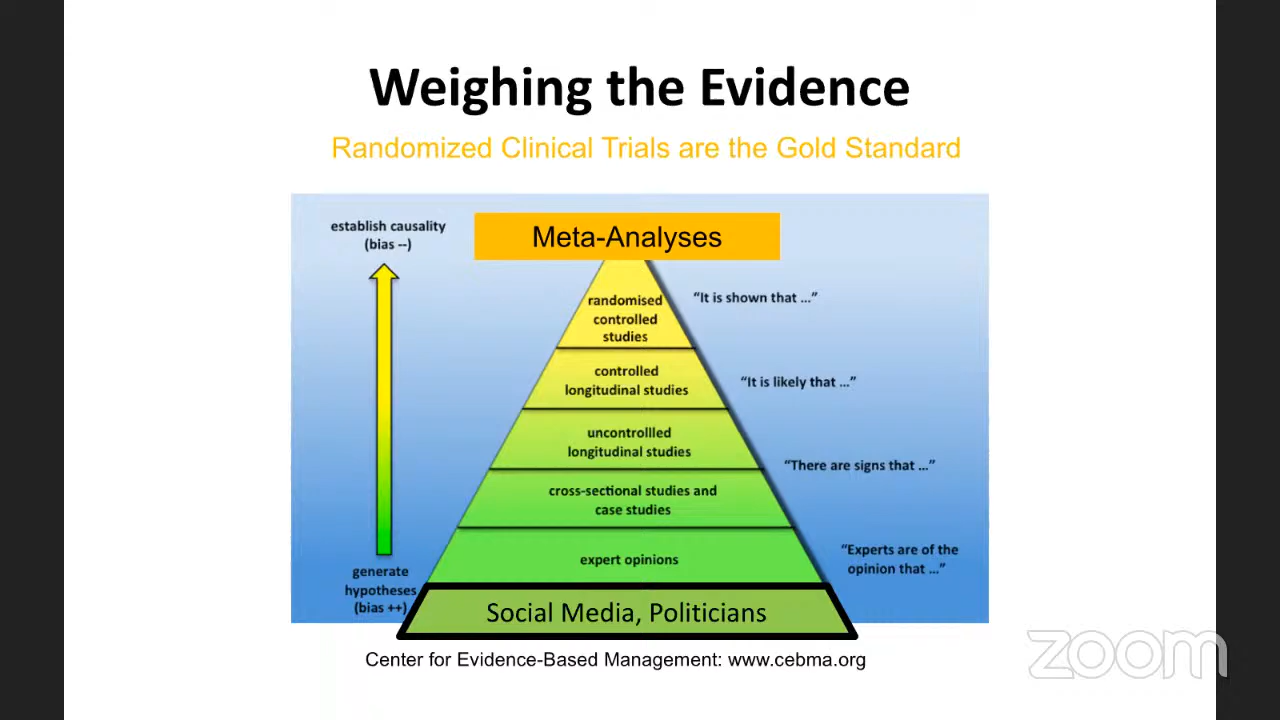 Weighing the Evidence
Randomized Clinical Trials are the Gold Standard
establish causality
(bias --)
Meta-Analyses
randomised
controlled
studies
"It is shown that ..."
controlled
longitudinal studies
"It is likely that ..."
uncontrollled
longitudinal studies
"There are signs that ..."
cross-sectional studies and
case studies
expert opinions
"Experts are of the
opinion that ..."
generate
hypotheses
(bias ++)
Social Media, Politicians
Center for Evidence-Based Management: www.cebma.org
zoom